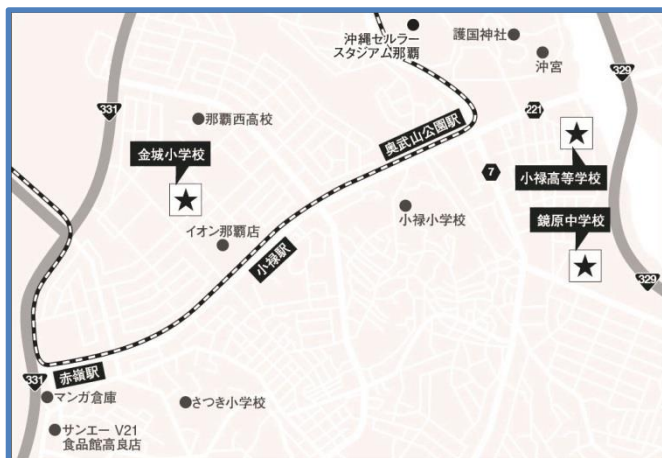 沖縄セルラー
スタジアム那覇
護国神社
沖宮
329
331
那覇西高校
221
奥武山公園駅
金城小学校
7
小禄高等学校
小禄小学校
鏡原中学校
イオン那覇店
小禄駅
329
赤嶺駅
331
マンガ倉庫
さつき小学校
サンエー V21
食品館高良店